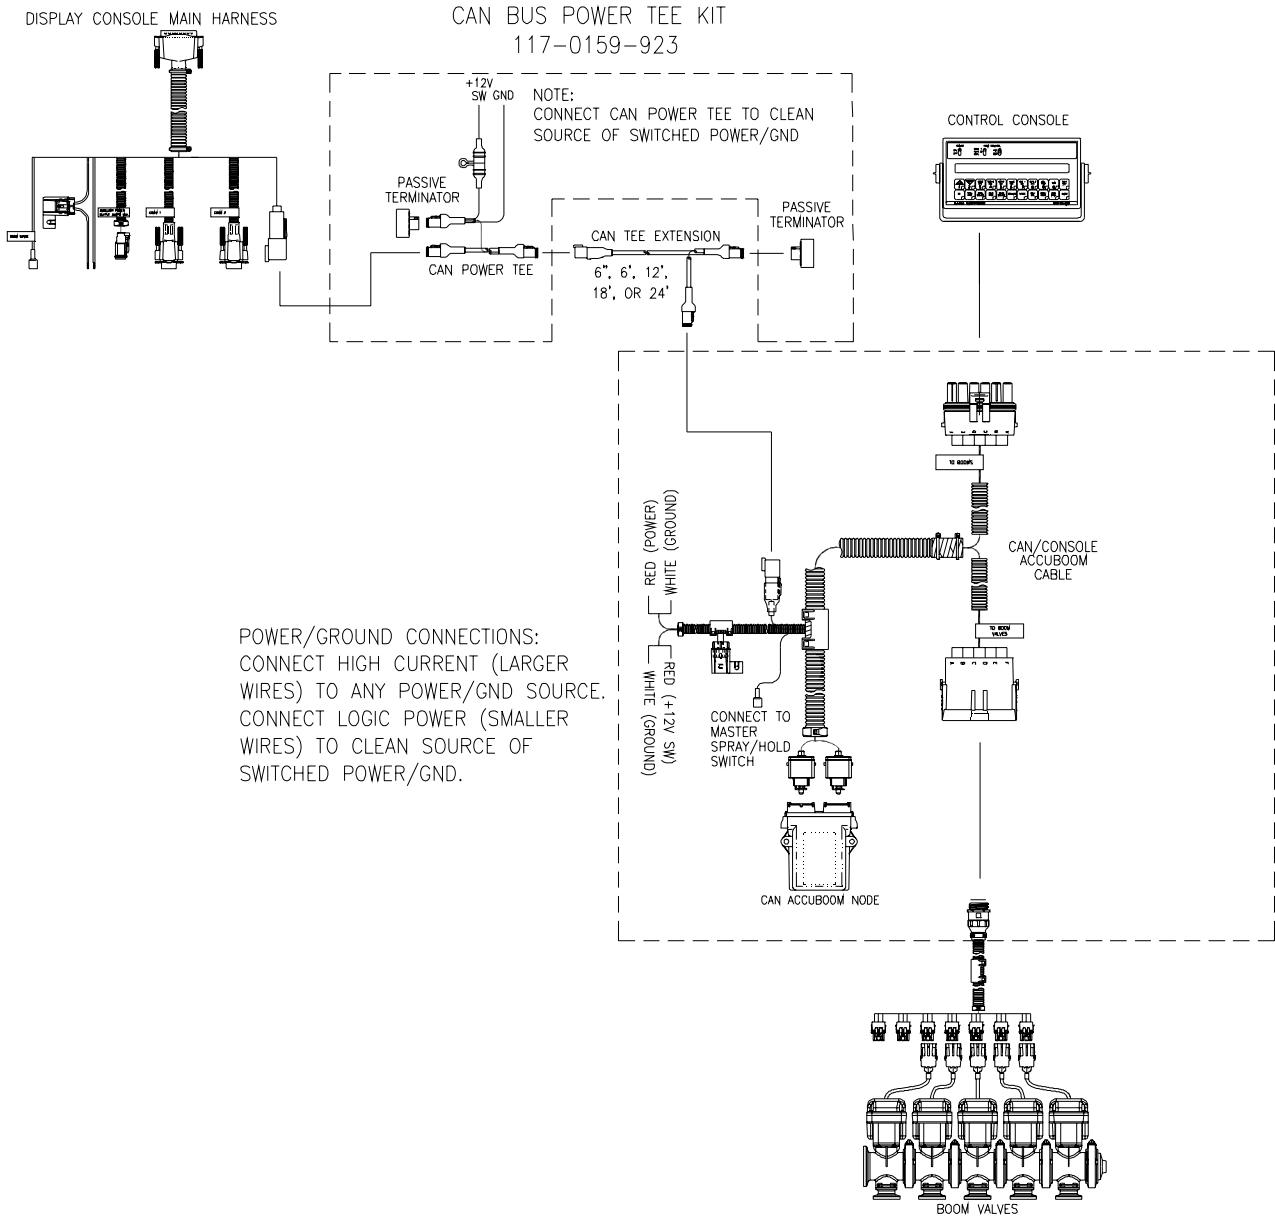 DISPLAY CONSOLE MAIN HARNESS
CAN BUS POWER TEE KIT
117-0159-923
+12V
SW GND
NOTE:
CONNECT CAN POWER TEE TO CLEAN
SOURCE OF SWITCHED POWER/GND
CONTROL CONSOLE
PASSIVE
TERMINATOR
PASSIVE
TERMINATOR
CAN TEE EXTENSION
CAN POWER TEE
6", 6', 12',
18', OR 24'
TO BOOMS
RED (POWER)
WHITE (GROUND)
CAN/CONSOLE
ACCUBOOM
CABLE
TO BOOM
VALVES
POWER/GROUND CONNECTIONS:
CONNECT HIGH CURRENT (LARGER
WIRES) TO ANY POWER/GND SOURCE.
CONNECT LOGIC POWER (SMALLER
WIRES) TO CLEAN SOURCE OF
SWITCHED POWER/GND.
WHITE (GROUND)
RED (+12V SW)
CONNECT TO
MASTER
SPRAY/HOLD
SWITCH
CAN ACCUBOOM NODE
BOOM VALVES